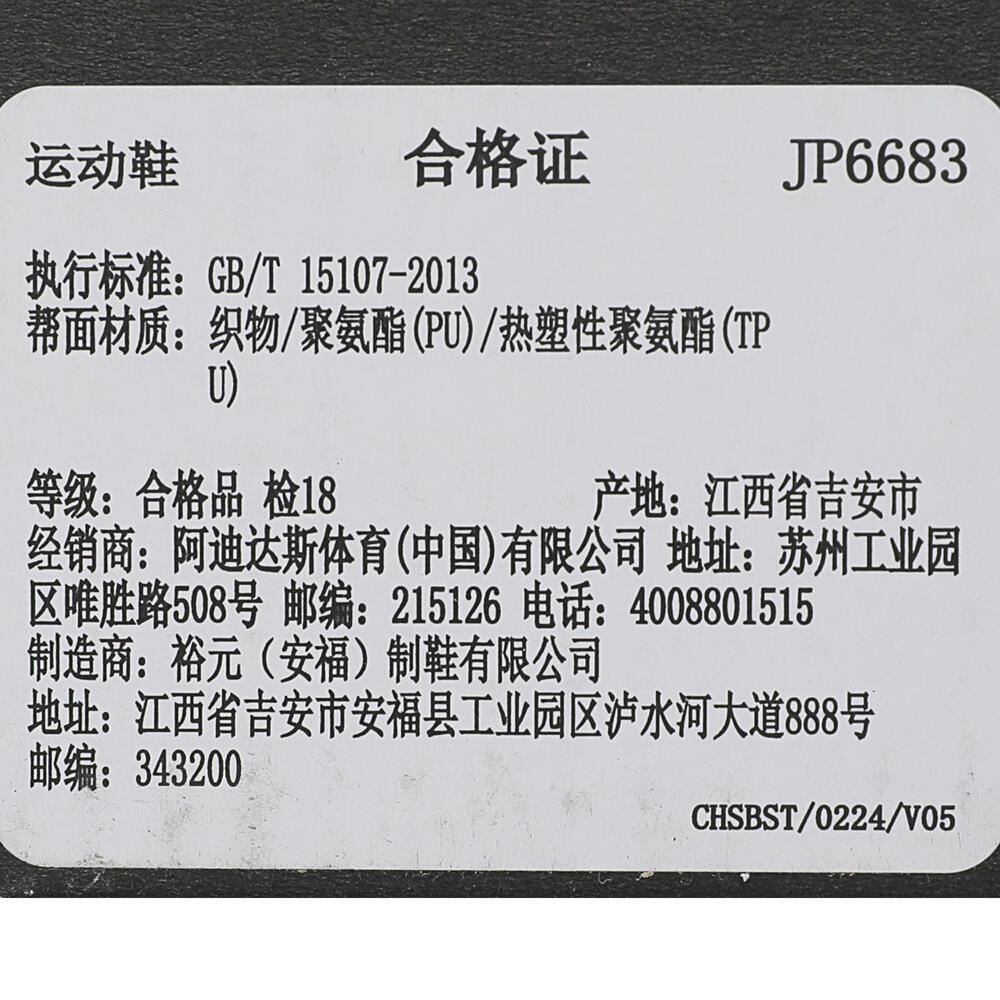 运动鞋 合格证 JP6683
执行标准：GB/T 15107-2013
帮面材质：织物/聚氨酯(PU)/热塑性聚氨酯(TP
U)
等级：合格品 检18 产地：江西省吉安市
经销商：阿迪达斯体育(中国)有限公司 地址：苏州工业园
区唯胜路508号 邮编：215126 电话：4008801515
制造商：裕元（安福）制鞋有限公司
地址：江西省吉安市安福县工业园区泸水河大道888号
邮编：343200
CHSBST/0224/V05